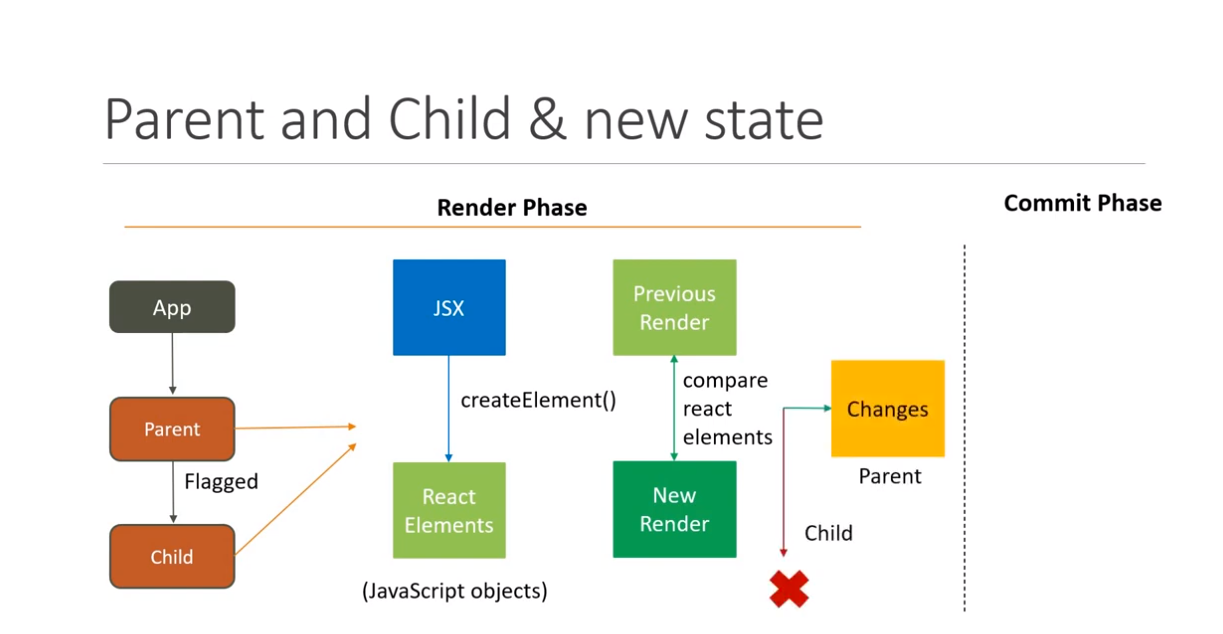 Parent and Child & new state
Render Phase
Commit Phase
App
Parent
Flagged
Child
JSX
createElement()
React
Elements
(JavaScript objects)
Previous
Render
compare
react
elements
New
Render
Changes
Parent
Child